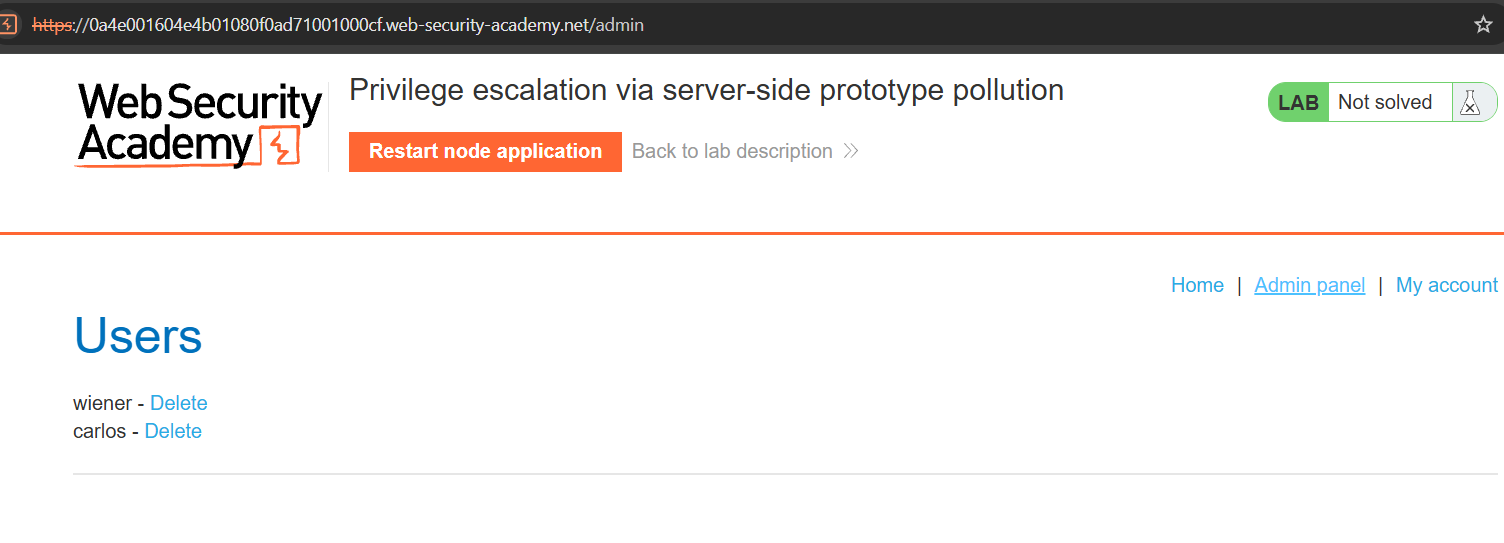 https://0a4e001604e4b01080f0ad71001000cf.web-security-academy.net/admin
Web Security
Academy
Privilege escalation via server-side prototype pollution
LAB Not solved
Restart node application Back to lab description
Home | Admin panel | My account
Users
wiener - Delete
carlos - Delete